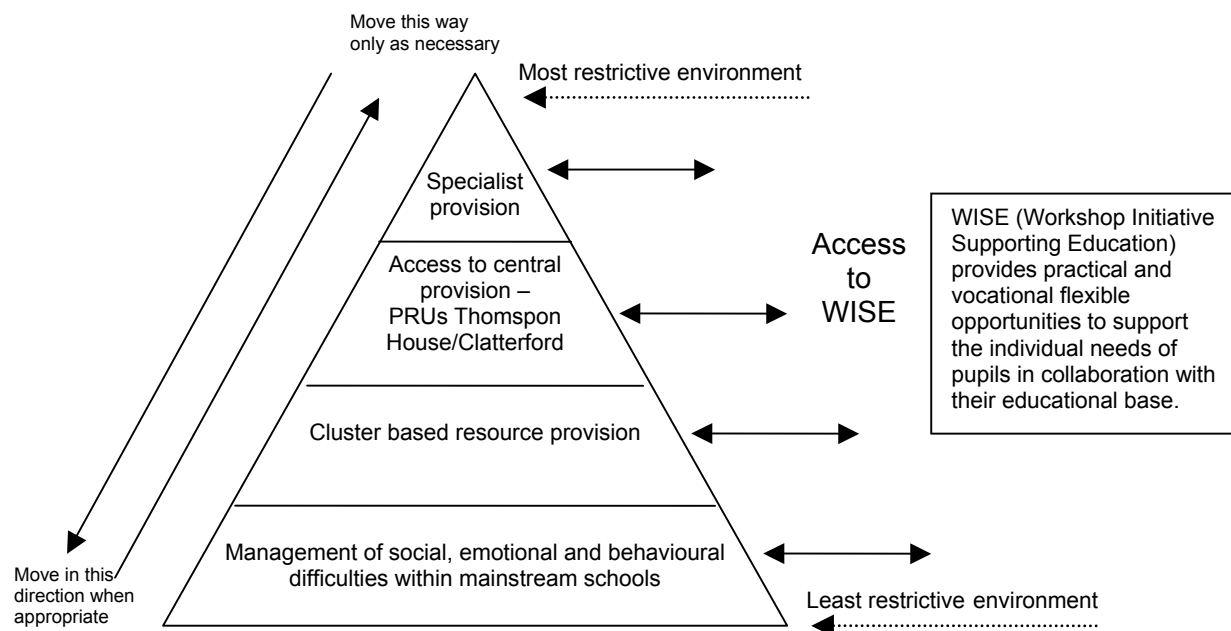 Move this way
only as necessary
Most restrictive environment
Specialist
provision
Access to central
provision –
PRUs Thomspon
House/Clatterford
Access
to
WISE
WISE (Workshop Initiative
Supporting Education)
provides practical and
vocational flexible
opportunities to support
the individual needs of
pupils in collaboration with
their educational base.
Cluster based resource provision
Management of social, emotional and behavioural
difficulties within mainstream schools
Move in this
direction when
appropriate
Least restrictive environment